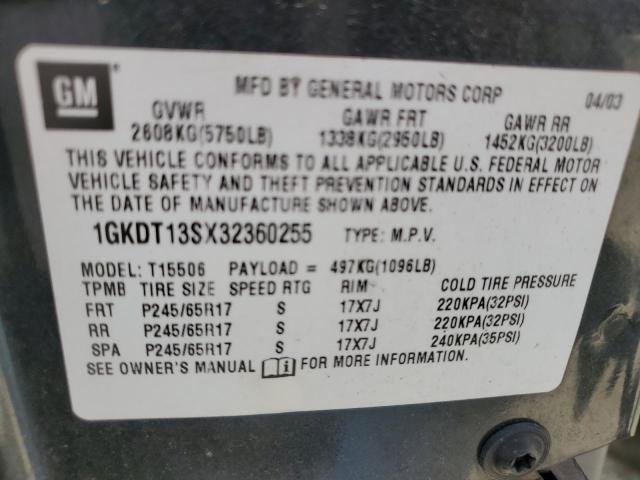 GM
MFD BY GENERAL MOTORS CORP 04/03
GVWR GAWR FRT GAWR RR
2608KG(5750LB) 1338KG(2950LB) 1452KG(3200LB)
THIS VEHICLE CONFORMS TO ALL APPLICABLE U.S. FEDERAL MOTOR
VEHICLE SAFETY AND THEFT PREVENTION STANDARDS IN EFFECT ON
THE DATE OF MANUFACTURE SHOWN ABOVE.
1GKDT13SX32360255 TYPE: M.P.V.
MODEL: T15506 PAYLOAD = 497KG(1096LB)
TPMB TIRE SIZE SPEED RTG RIM COLD TIRE PRESSURE
FRT P245/65R17 S 17X7J 220KPA(32PSI)
RR P245/65R17 S 17X7J 220KPA(32PSI)
SPA P245/65R17 S 17X7J 240KPA(35PSI)
SEE OWNER'S MANUAL i FOR MORE INFORMATION.